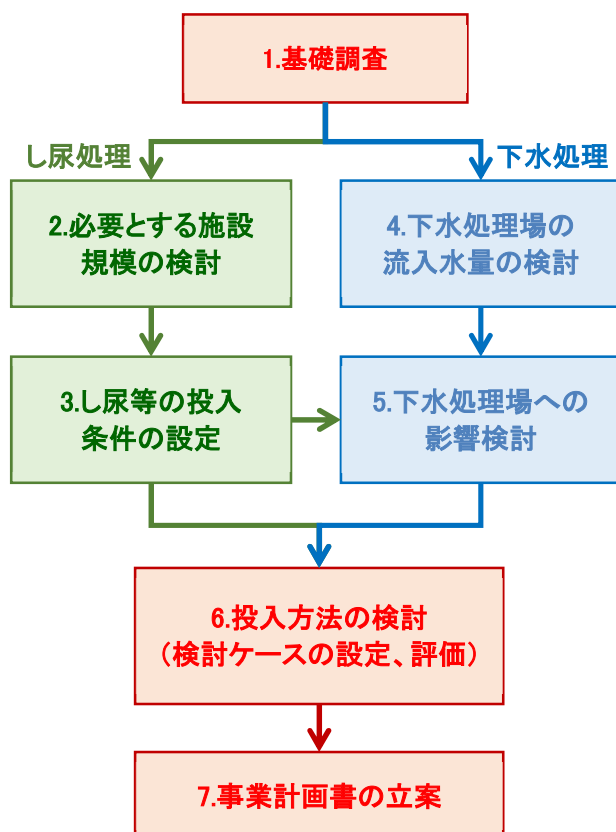 1.基礎調査
し尿処理
下水処理
2.必要とする施設
規模の検討
4.下水処理場の
流入水量の検討
3.し尿等の投入
条件の設定
5.下水処理場への
影響検討
6.投入方法の検討
（検討ケースの設定、評価）
7.事業計画書の立案